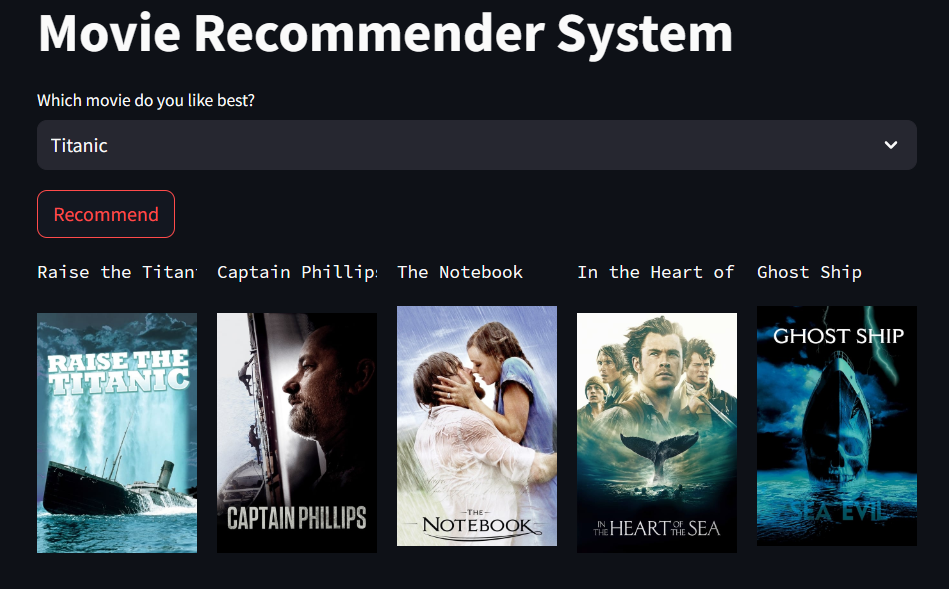 Movie Recommender System
Which movie do you like best?
Titanic
Recommend
Raise the Titan
Captain Phillip
The Notebook
In the Heart of
Ghost Ship
RAISE THE
TITANIC
CAPTAIN PHILLIPS
THE
NOTEBOOK
IN THE HEART OF THE SEA
GHOST SHIP
SEA EVIL